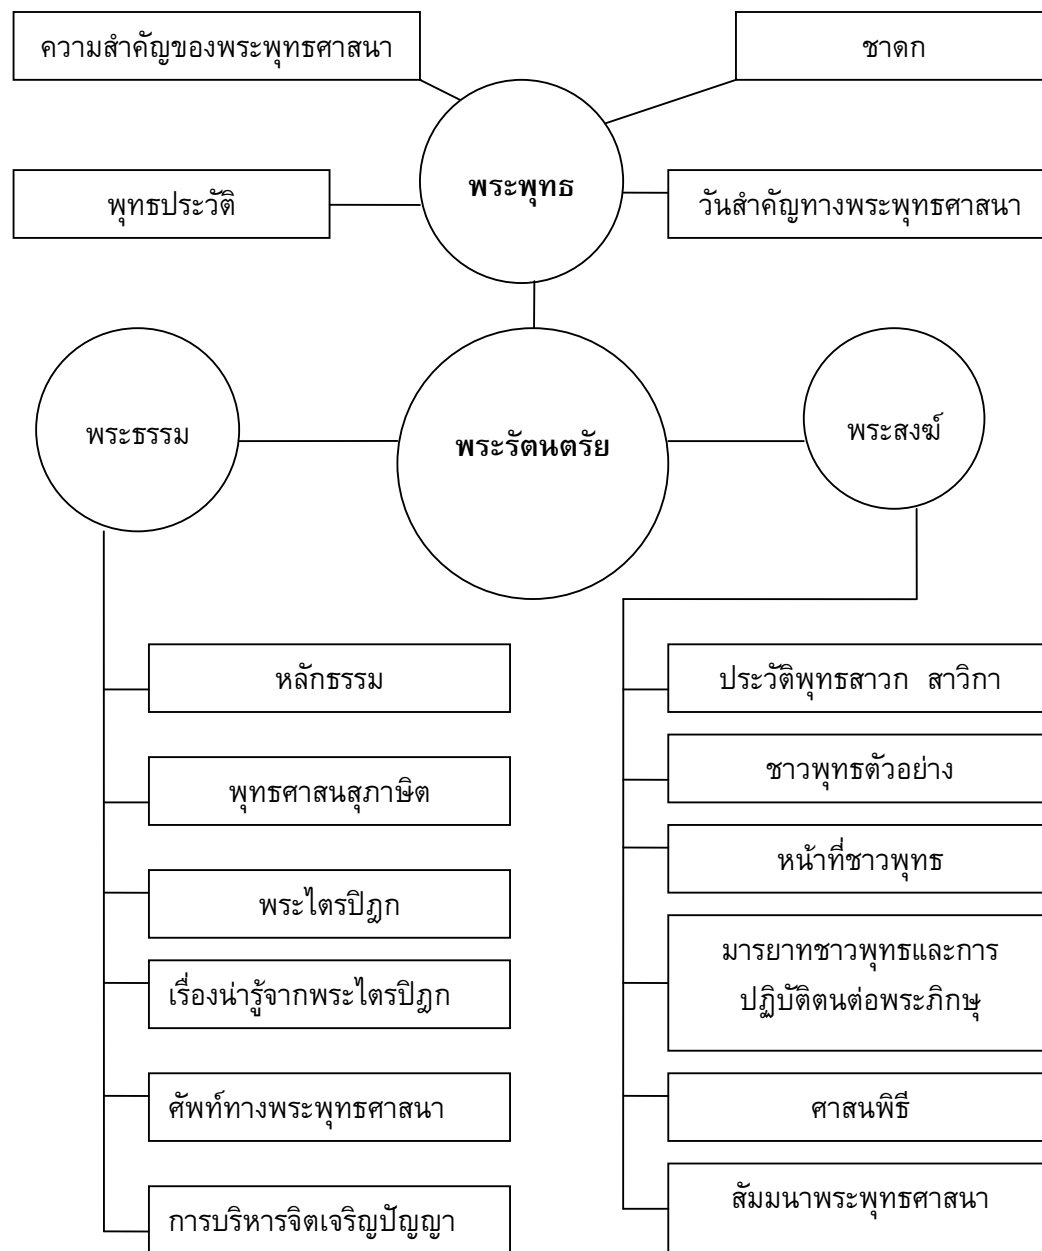 ความสำคัญของพระพุทธศาสนา
ชาดก
พระพุทธ
พุทธประวัติ
วันสำคัญทางพระพุทธศาสนา
พระธรรม
พระรัตนตรัย
พระสงฆ์
หลักธรรม
พุทธศาสนสุภาษิต
พระไตรปิฎก
เรื่องน่ารู้จากพระไตรปิฎก
ศัพท์ทางพระพุทธศาสนา
การบริหารจิตเจริญปัญญา
ประวัติพุทธสาวก สาวิกา
ชาวพุทธตัวอย่าง
หน้าที่ชาวพุทธ
มารยาทชาวพุทธและการ
ปฏิบัติตนต่อพระภิกษุ
ศาสนพิธี
สัมมนาพระพุทธศาสนา